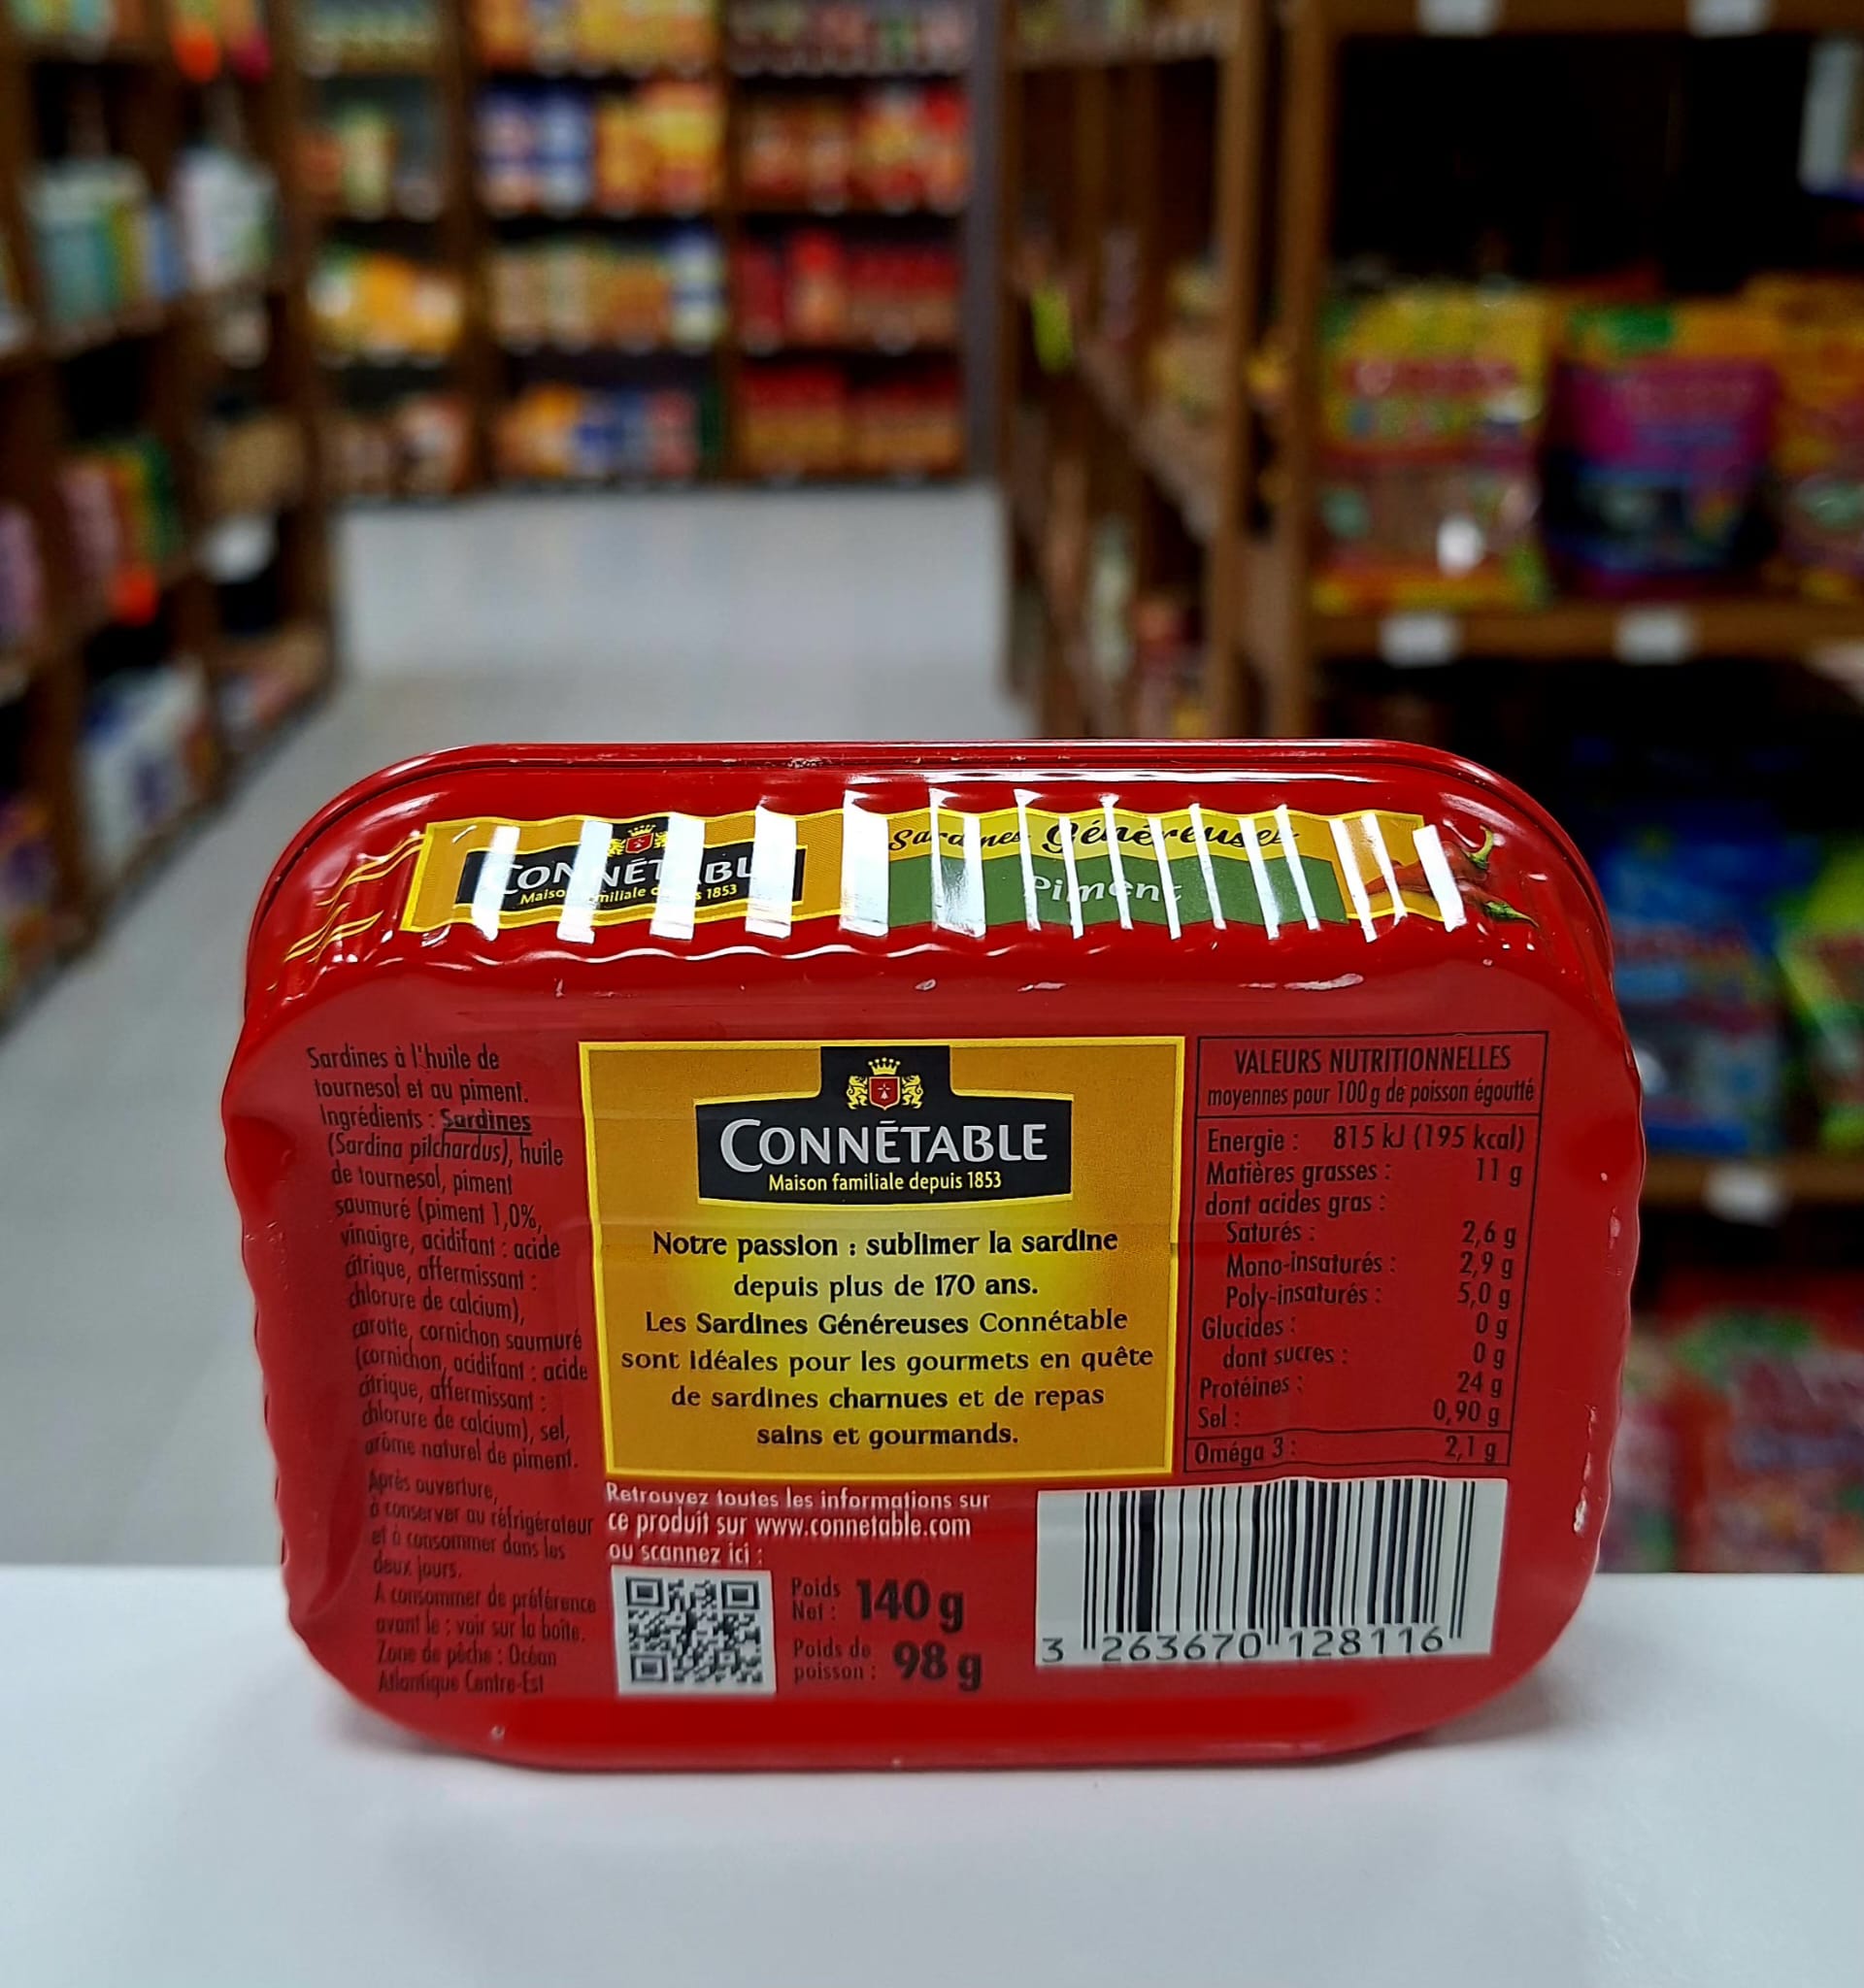 CONNÉTABL
Maison familiale depuis 1853
Sardines Généreuses
Piment
Sardines à l'huile de
tournesol et au piment.
Ingrédients : Sardines
(Sardina pilchardus), huile
de tournesol, piment
saumuré (piment 1,0%,
vinaigre, acidifant : acide
citrique, affermissant :
chlorure de calcium),
carotte, cornichon saumuré
(cornichon, acidifant : acide
citrique, affermissant :
chlorure de calcium), sel,
arôme naturel de piment.
Après ouverture,
à conserver au réfrigérateur
et à consommer dans les
deux jours.
A consommer de préférence
avant le : voir sur la boîte.
Zone de pêche : Océan
Atlantique Centre-Est
CONNÉTABLE
Maison familiale depuis 1853
Notre passion : sublimer la sardine
depuis plus de 170 ans.
Les Sardines Généreuses Connétable
sont idéales pour les gourmets en quête
de sardines charnues et de repas
sains et gourmands.
Retrouvez toutes les informations sur
ce produit sur www.connetable.com
ou scannez ici :
Poids Net : 140 g
Poids de poisson : 98 g
VALEURS NUTRITIONNELLES
moyennes pour 100 g de poisson égoutté
Energie : 815 kJ (195 kcal)
Matières grasses : 11 g
dont acides gras :
Saturés : 2,6 g
Mono-insaturés : 2,9 g
Poly-insaturés : 5,0 g
Glucides : 0 g
dont sucres : 0 g
Protéines : 24 g
Sel : 0,90 g
Oméga 3 : 2,1 g
3 263670 128116